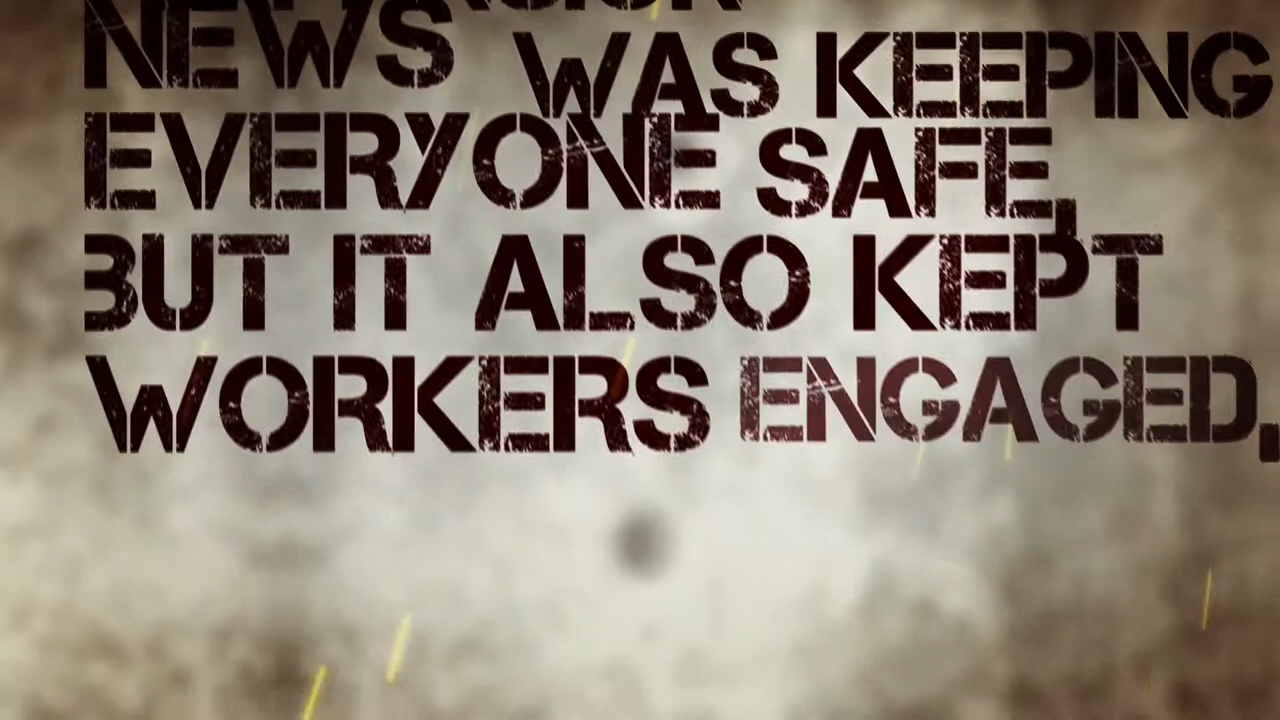 NEWS WAS KEEPING
EVERYONE SAFE,
BUT IT ALSO KEPT
WORKERS ENGAGED,